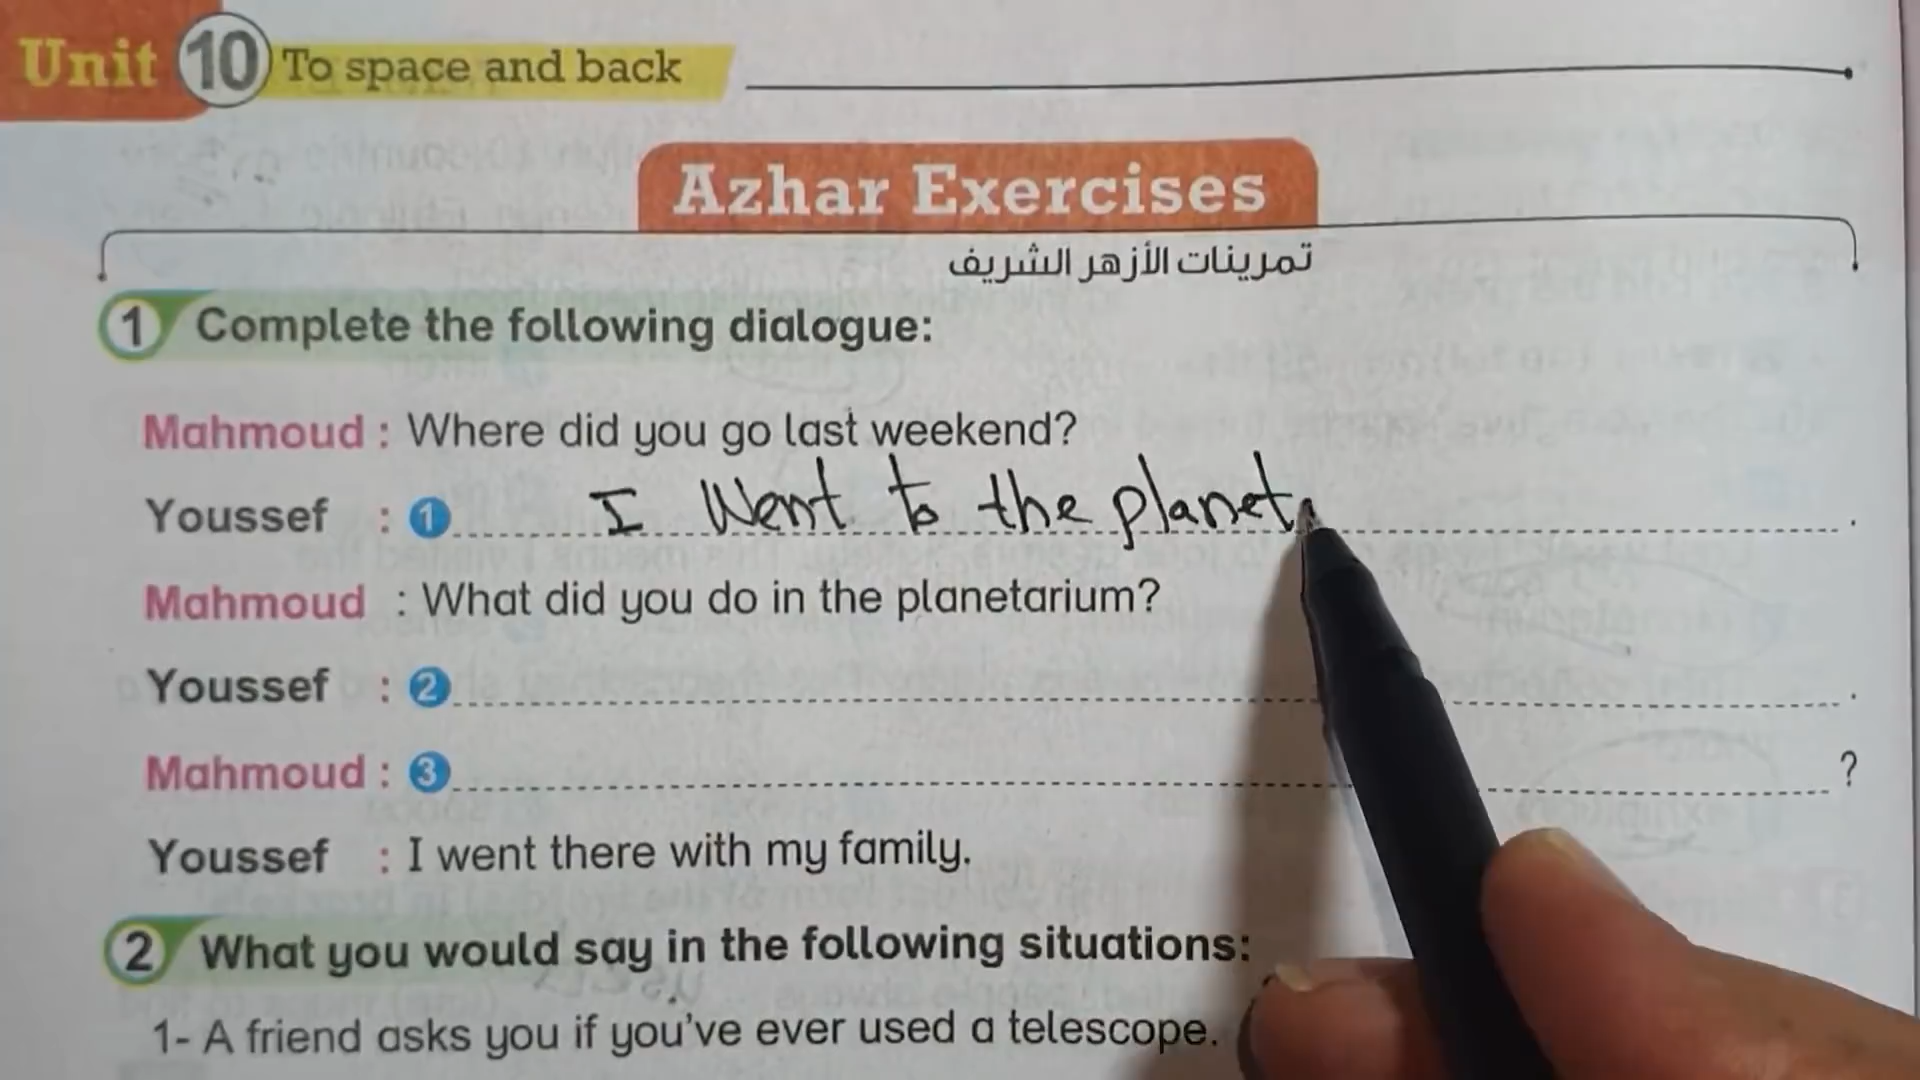 Unit 10 To space and back
Azhar Exercises
تمرينات الأزهر الشريف
1 Complete the following dialogue:
Mahmoud : Where did you go last weekend?
Youssef : 1 I Went to the planet .
Mahmoud : What did you do in the planetarium?
Youssef : 2 .
Mahmoud : 3 ?
Youssef : I went there with my family.
2 What you would say in the following situations:
1- A friend asks you if you've ever used a telescope.